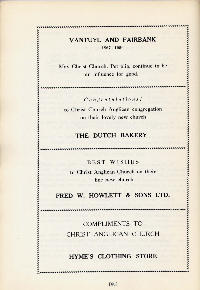 VANTUYL AND FAIRBANK
May Christ Church, Petrolia, continue to be
an influence for good.
Congratulations!
to Christ Church Anglican congregation
on their lovely new church
THE DUTCH BAKERY
BEST WISHES
to Christ Anglican Church on their
fine new church
FRED W. HOWLETT & SONS LTD.
COMPLIMENTS TO
CHRIST ANGLICAN CHURCH
HYME'S CLOTHING STORE